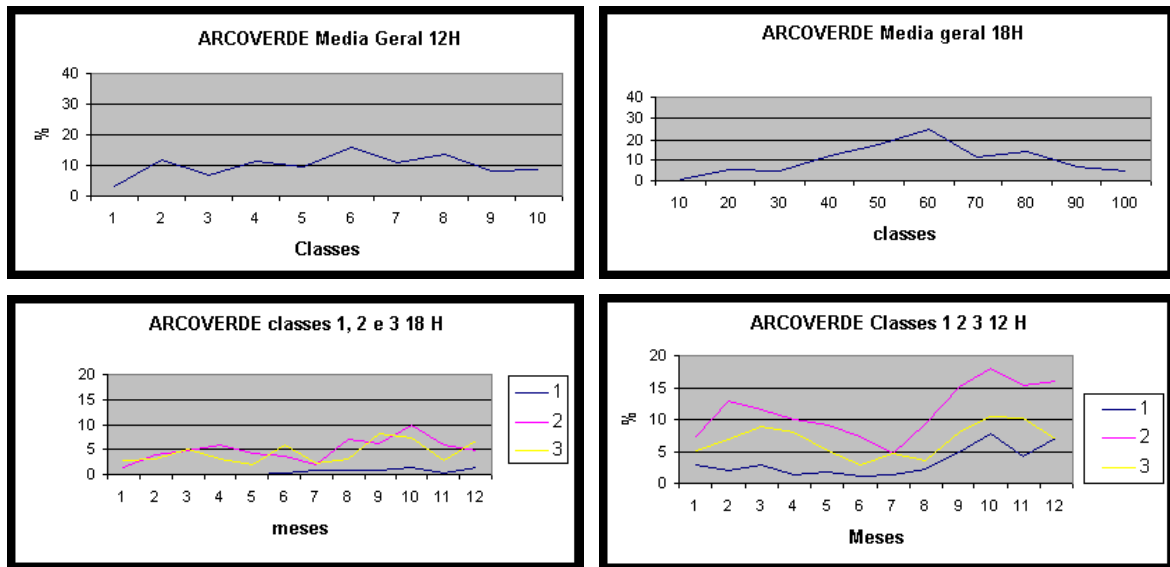 ARCOVERDE Media Geral 12H
40
30
20
10
0
%
1 2 3 4 5 6 7 8 9 10
Classes
ARCOVERDE Media geral 18H
40
30
20
10
0
10 20 30 40 50 60 70 80 90 100
classes
ARCOVERDE classes 1, 2 e 3 18 H
20
15
10
5
0
1 2 3 4 5 6 7 8 9 10 11 12
meses
1
2
3
ARCOVERDE Classes 1 2 3 12 H
20
15
10
5
0
%
1 2 3 4 5 6 7 8 9 10 11 12
Meses
1
2
3